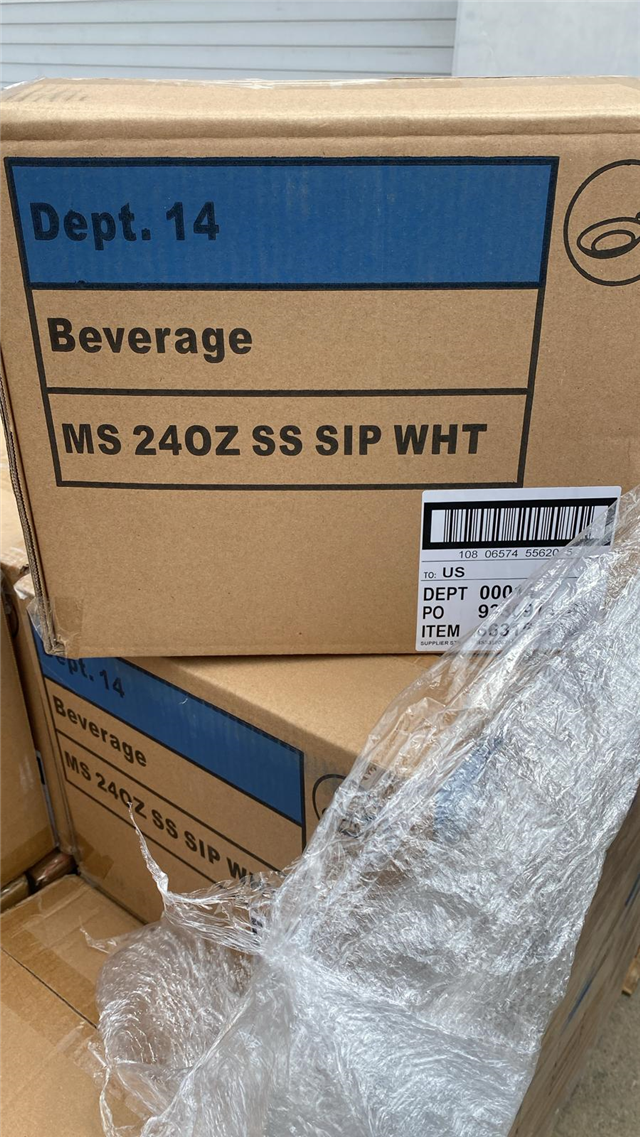 Dept. 14
Beverage
MS 24OZ SS SIP WHT
108 06574 55620
TO: US
DEPT
PO
ITEM
Dept. 14
Beverage
MS 24OZ SS SIP